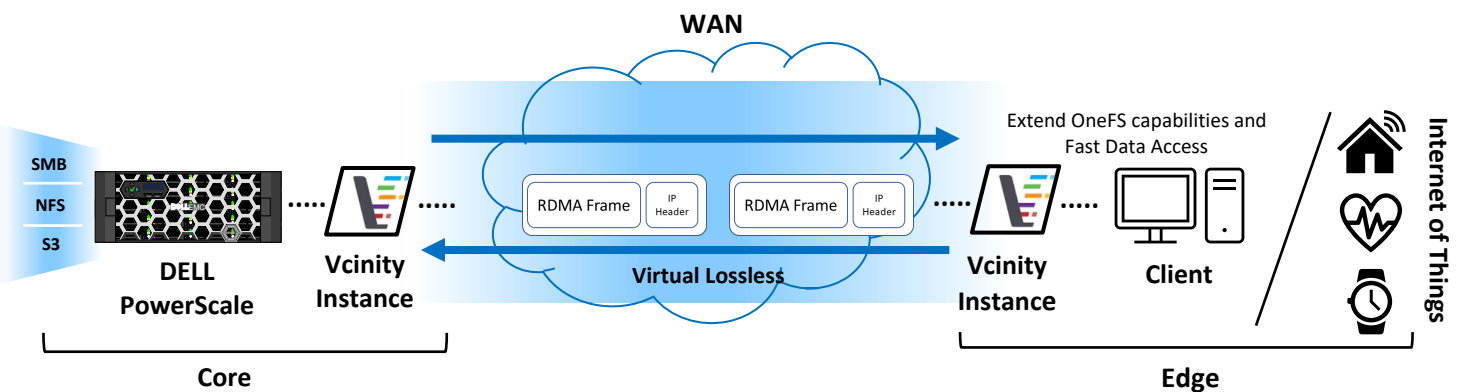 WAN
SMB
NFS
S3
DELLEMC
DELL
PowerScale
Vcinity
Instance
RDMA Frame
IP
Header
RDMA Frame
IP
Header
Virtual Lossless
Extend OneFS capabilities and
Fast Data Access
Vcinity
Instance
Client
Internet of Things
Core
Edge